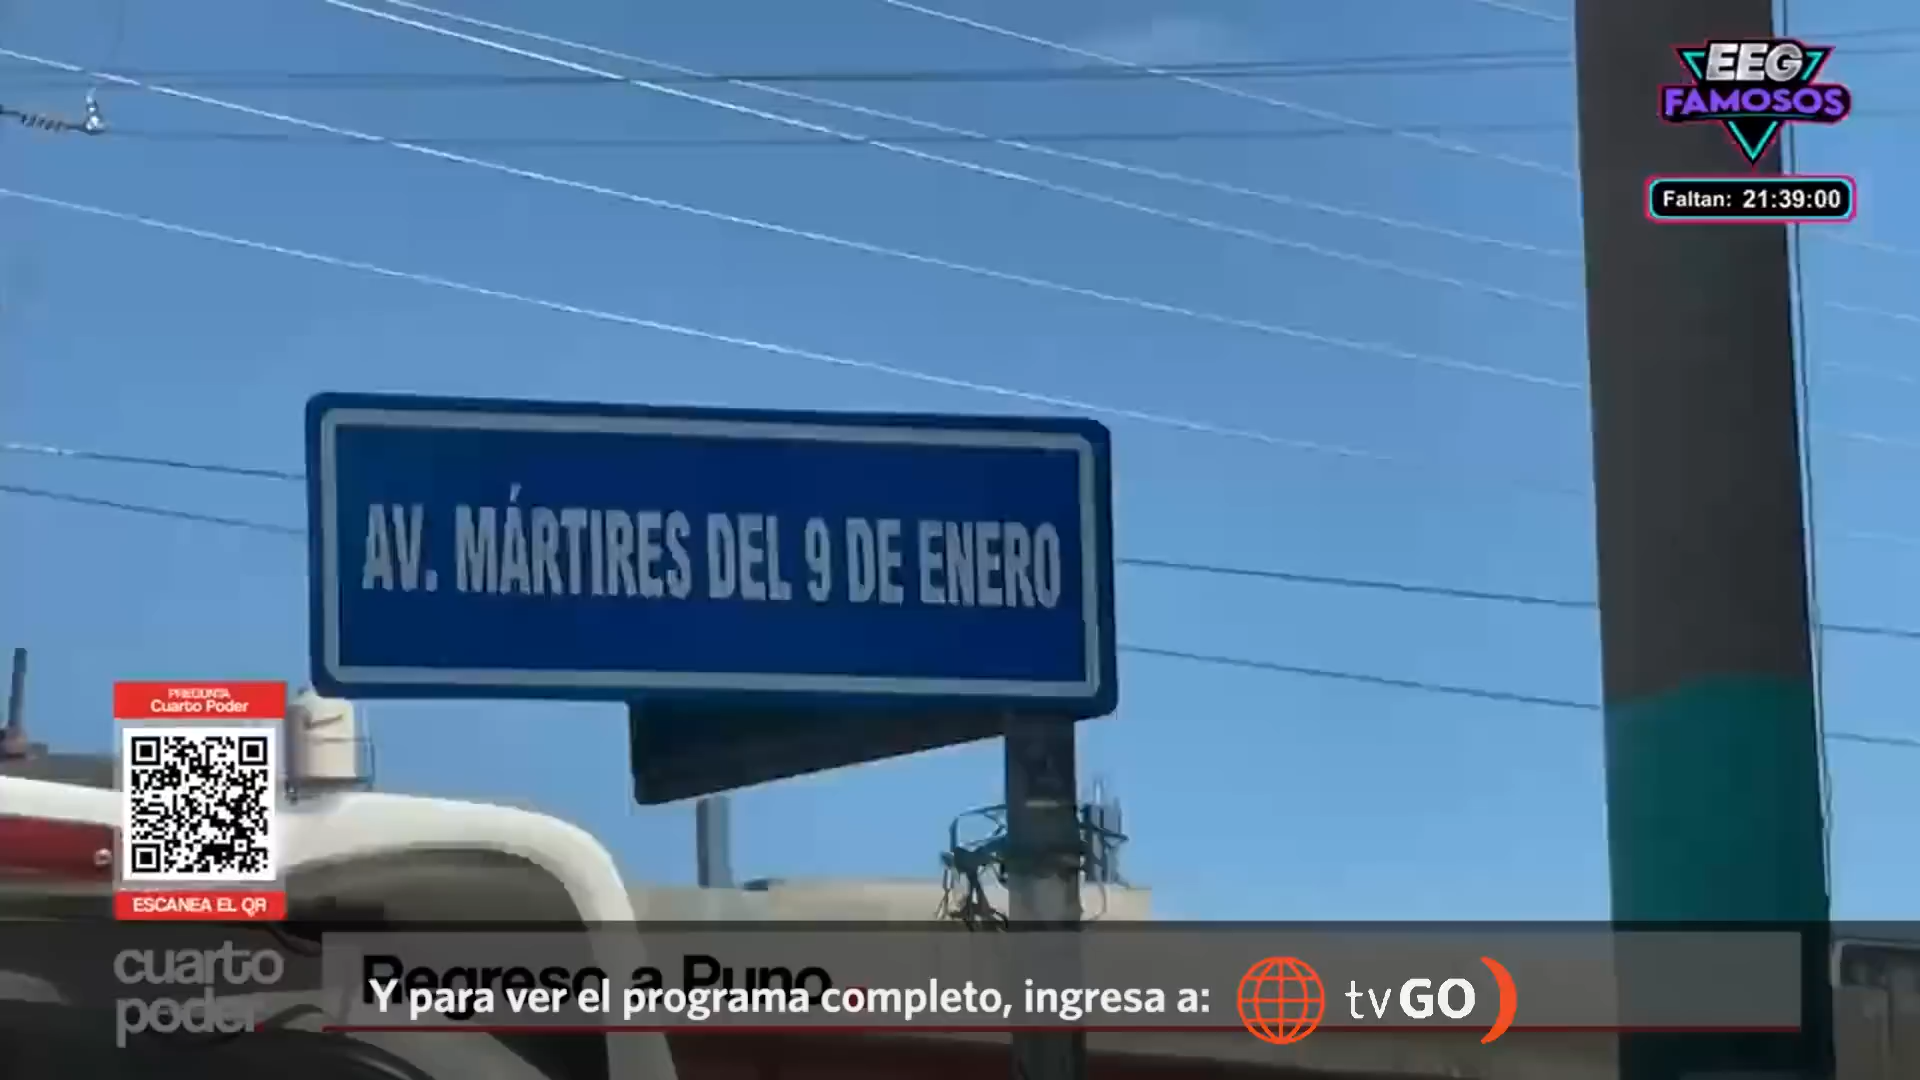 EEG
FAMOSOS
Faltan: 21:39:00
AV. MÁRTIRES DEL 9 DE ENERO
PREGUNTA
Cuarto Poder
ESCANEA EL QR
cuarto
poder
Regreso a Puno
Y para ver el programa completo, ingresa a: tvGO